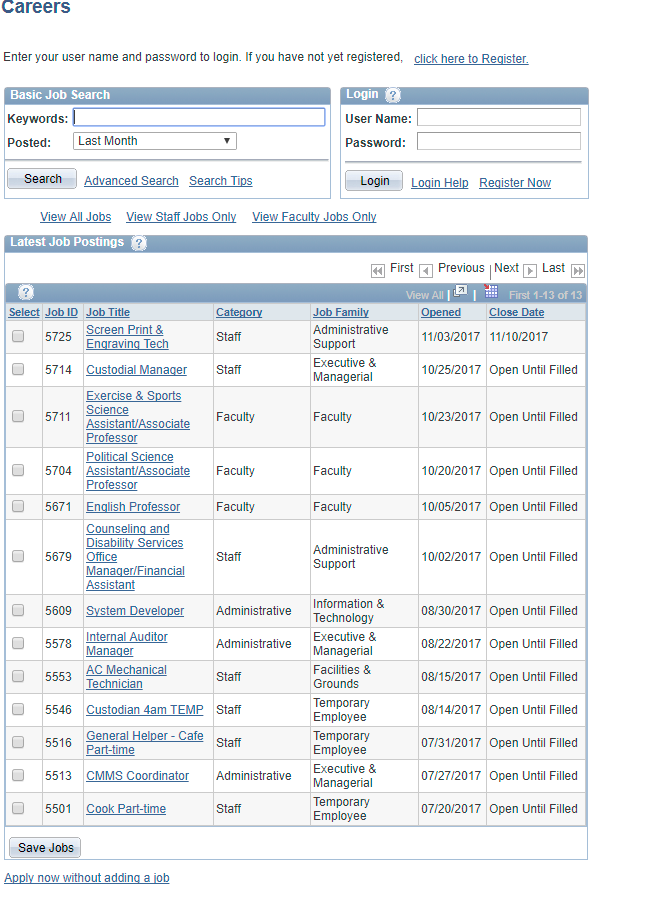 Careers
Enter your user name and password to login. If you have not yet registered, click here to Register.
Basic Job Search
Keywords:
Posted: Last Month
Search Advanced Search Search Tips
Login ?
User Name:
Password:
Login Login Help Register Now
View All Jobs View Staff Jobs Only View Faculty Jobs Only
Latest Job Postings ?
First Previous Next Last
? View All | | First 1-13 of 13
Select Job ID Job Title Category Job Family Opened Close Date
5725 Screen Print & Engraving Tech Staff Administrative Support 11/03/2017 11/10/2017
5714 Custodial Manager Staff Executive & Managerial 10/25/2017 Open Until Filled
5711 Exercise & Sports Science Assistant/Associate Professor Faculty Faculty 10/23/2017 Open Until Filled
5704 Political Science Assistant/Associate Professor Faculty Faculty 10/20/2017 Open Until Filled
5671 English Professor Faculty Faculty 10/05/2017 Open Until Filled
5679 Counseling and Disability Services Office Manager/Financial Assistant Staff Administrative Support 10/02/2017 Open Until Filled
5609 System Developer Administrative Information & Technology 08/30/2017 Open Until Filled
5578 Internal Auditor Manager Administrative Executive & Managerial 08/22/2017 Open Until Filled
5553 AC Mechanical Technician Staff Facilities & Grounds 08/15/2017 Open Until Filled
5546 Custodian 4am TEMP Staff Temporary Employee 08/14/2017 Open Until Filled
5516 General Helper - Cafe Part-time Staff Temporary Employee 07/31/2017 Open Until Filled
5513 CMMS Coordinator Administrative Executive & Managerial 07/27/2017 Open Until Filled
5501 Cook Part-time Staff Temporary Employee 07/20/2017 Open Until Filled
Save Jobs
Apply now without adding a job